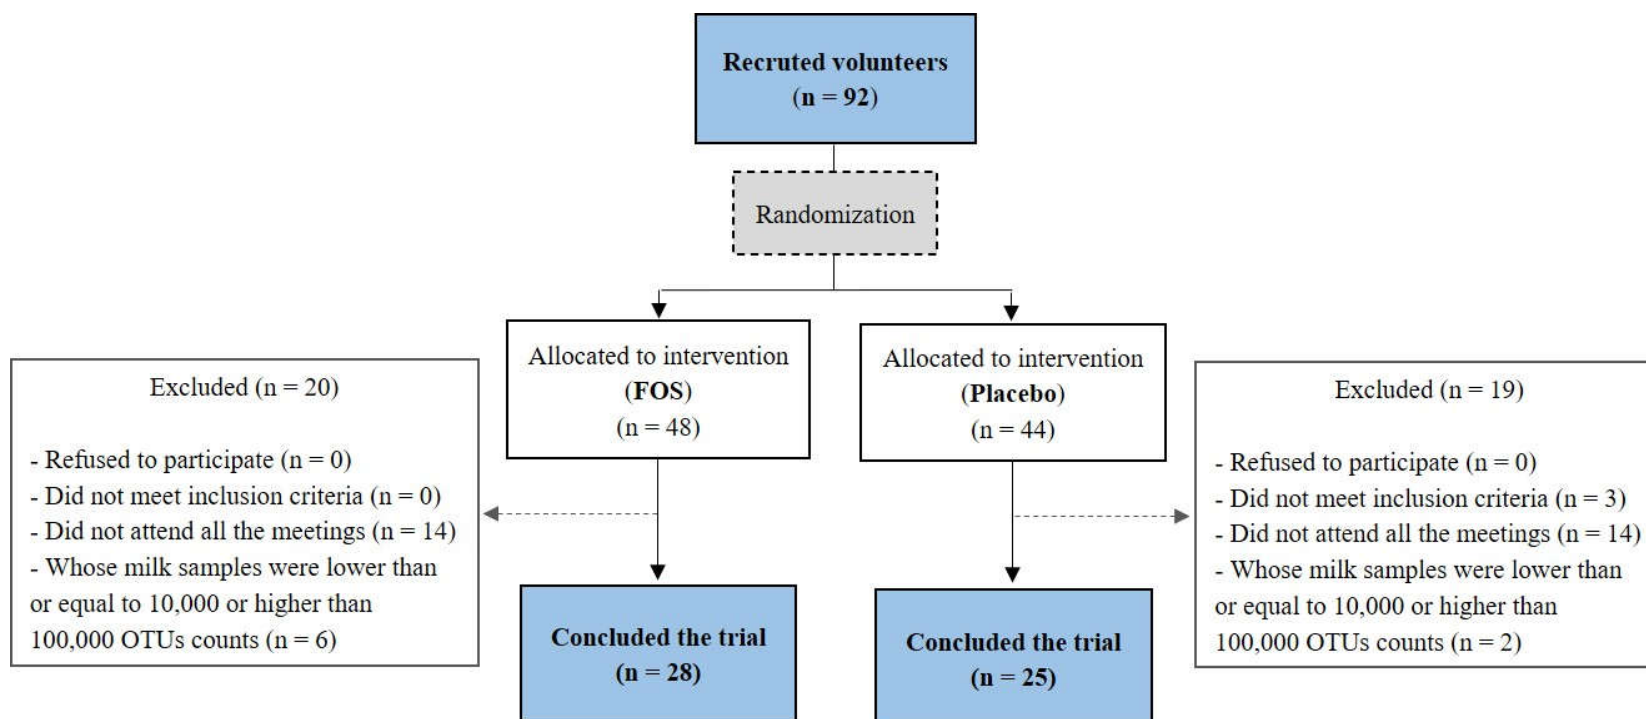 Recruted volunteers
(n = 92)
Randomization
Allocated to intervention
(FOS)
(n = 48)
Allocated to intervention
(Placebo)
(n = 44)
Excluded (n = 20)
- Refused to participate (n = 0)
- Did not meet inclusion criteria (n = 0)
- Did not attend all the meetings (n = 14)
- Whose milk samples were lower than
or equal to 10,000 or higher than
100,000 OTUs counts (n = 6)
Excluded (n = 19)
- Refused to participate (n = 0)
- Did not meet inclusion criteria (n = 3)
- Did not attend all the meetings (n = 14)
- Whose milk samples were lower than
or equal to 10,000 or higher than
100,000 OTUs counts (n = 2)
Concluded the trial
(n = 28)
Concluded the trial
(n = 25)